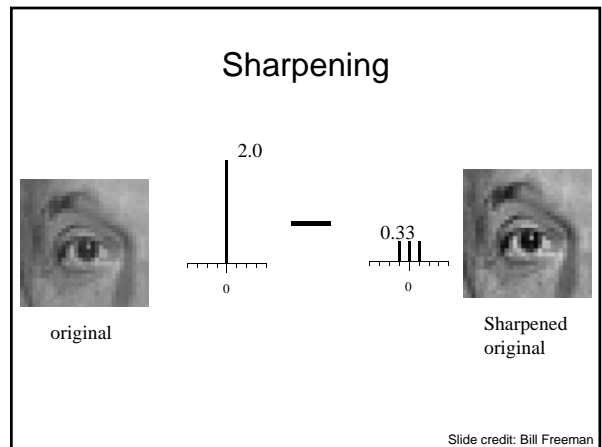 Sharpening
2.0
0.33
0
0
original
Sharpened
original
Slide credit: Bill Freeman